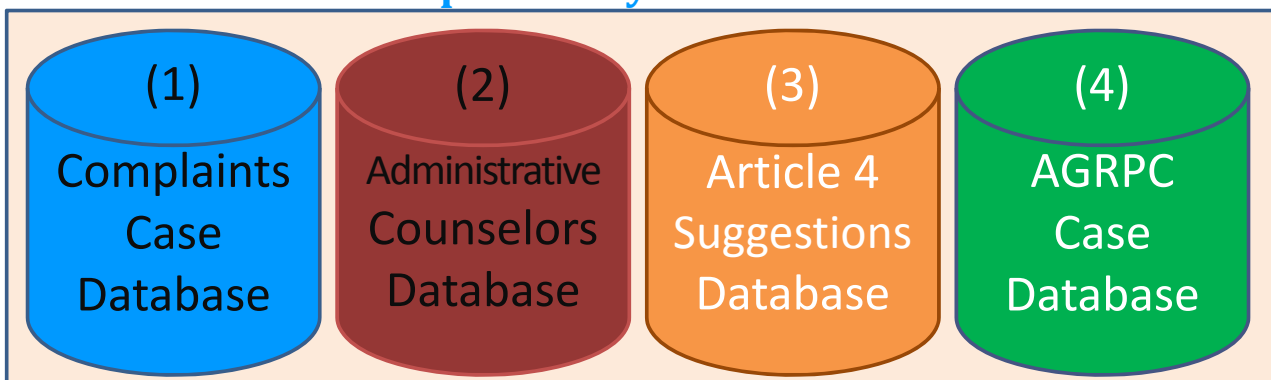 (1)
Complaints
Case
Database
(2)
Administrative
Counselors
Database
(3)
Article 4
Suggestions
Database
(4)
AGRPC
Case
Database